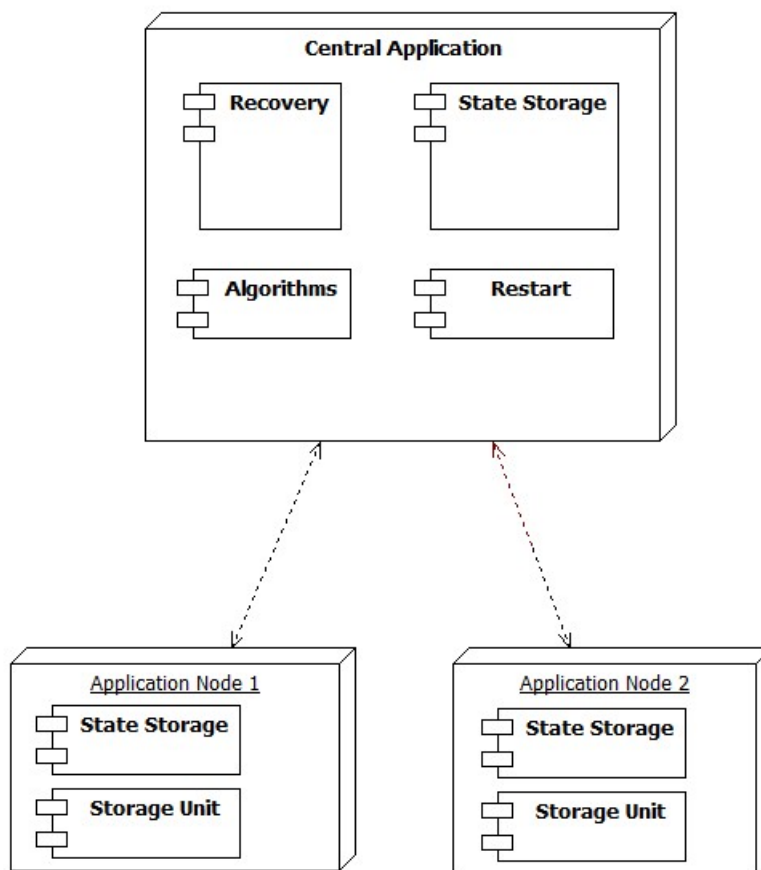 Central Application
Recovery
State Storage
Algorithms
Restart
Application Node 1
State Storage
Storage Unit
Application Node 2
State Storage
Storage Unit